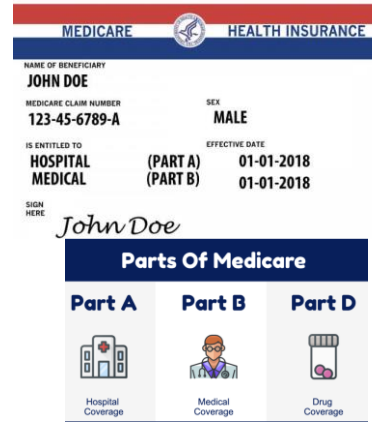 MEDICARE HEALTH INSURANCE
NAME OF BENEFICIARY
JOHN DOE
MEDICARE CLAIM NUMBER SEX
123-45-6789-A MALE
IS ENTITLED TO EFFECTIVE DATE
HOSPITAL (PART A) 01-01-2018
MEDICAL (PART B) 01-01-2018
SIGN
HERE John Doe
Parts Of Medicare
Part A Part B Part D
Hospital Medical Drug
Coverage Coverage Coverage